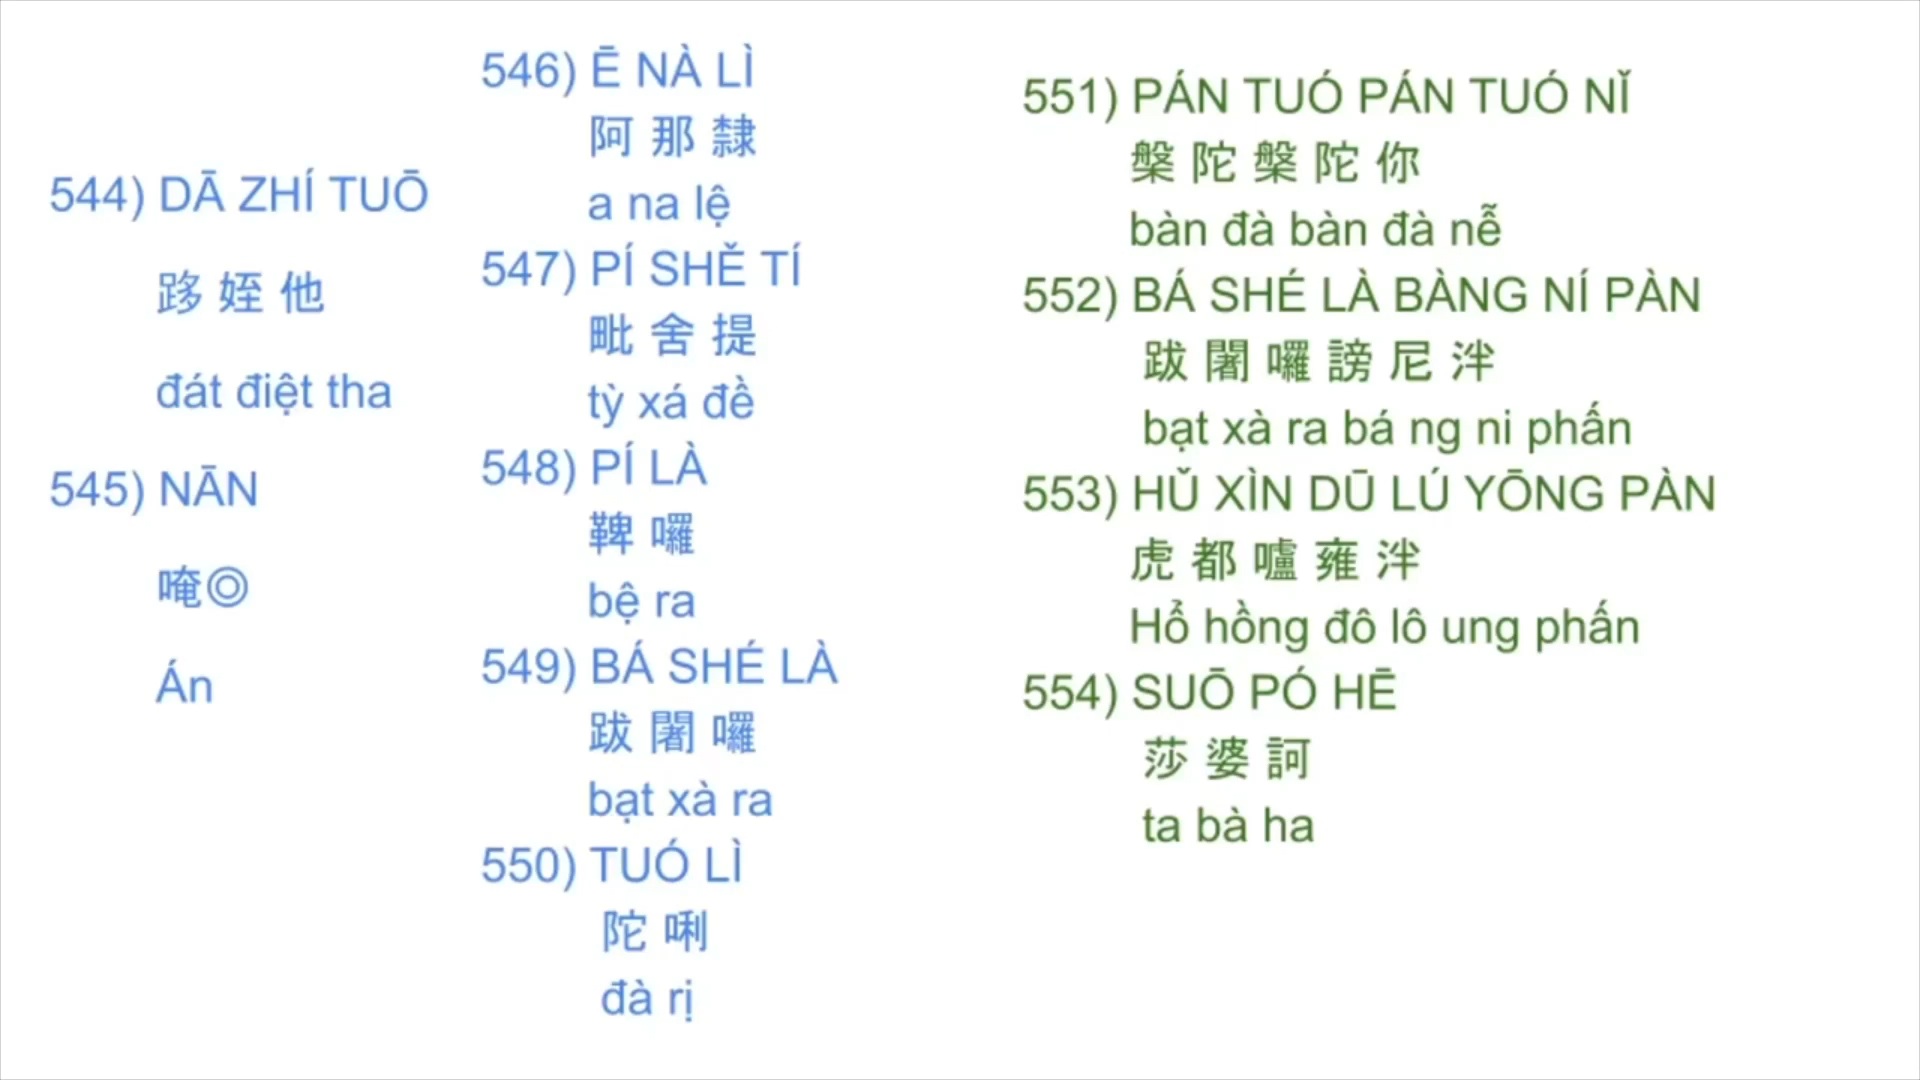 544) DĀ ZHÍ TUŌ
跢 姪 他
đát điệt tha
545) NĀN
唵◎
Án
546) Ē NÀ LÌ
阿 那 隸
a na lệ
547) PÍ SHĚ TÍ
毗 舍 提
tỳ xá đề
548) PÍ LÀ
鞞 囉
bệ ra
549) BÁ SHÉ LÀ
跋 闍 囉
bạt xà ra
550) TUÓ LÌ
陀 唎
đà rị
551) PÁN TUÓ PÁN TUÓ NǏ
槃 陀 槃 陀 你
bàn đà bàn đà nễ
552) BÁ SHÉ LÀ BÀNG NÍ PÀN
跋 闍 囉 謗 尼 泮
bạt xà ra bá ng ni phấn
553) HǓ XÌN DŪ LÚ YŌNG PÀN
虎 都 嚧 雍 泮
Hổ hồng đô lô ung phấn
554) SUŌ PÓ HĒ
莎 婆 訶
ta bà ha